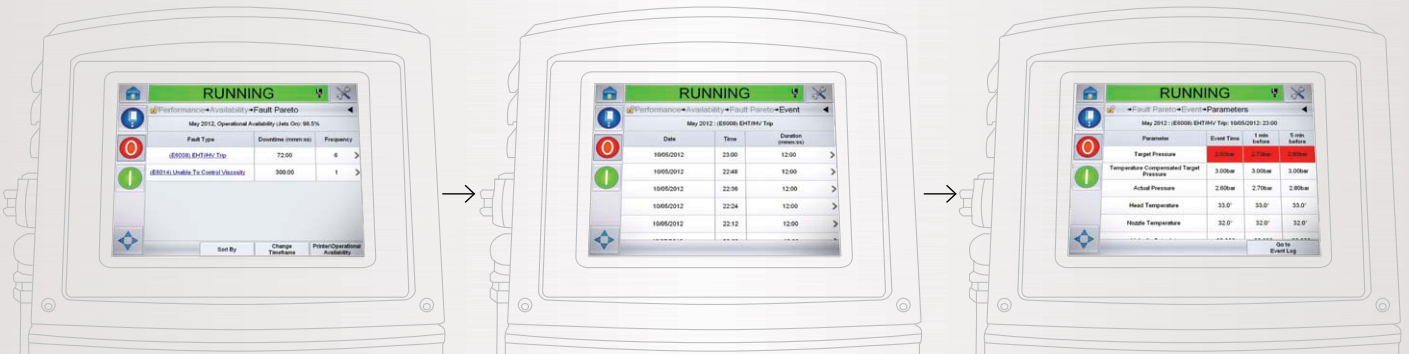 RUNNING
Performance→Availability→Fault Pareto
May 2012, Operational Availability (Jets On): 98.5%
Fault Type Downtime (mmm:ss) Frequency
(E6008) EHT/HV Trip 72:00 6
(E6014) Unable To Control Viscosity 300:00 1
Sort By Change Timeframe Printer/Operational Availability
RUNNING
Performance→Availability→Fault Pareto→Event
May 2012 : (E6008) EHT/HV Trip
Date Time Duration (mmm:ss)
10/05/2012 23:00 12:00
10/05/2012 22:48 12:00
10/05/2012 22:36 12:00
10/05/2012 22:24 12:00
10/05/2012 22:12 12:00
RUNNING
→Fault Pareto→Event→Parameters
May 2012 : (E6008) EHT/HV Trip: 10/05/2012: 23:00
Parameter Event Time 1 min before 5 min before
Target Pressure
Temperature Compensated Target Pressure 3.00bar 3.00bar 3.00bar
Actual Pressure 2.60bar 2.70bar 2.80bar
Head Temperature 33.0° 33.0° 33.0°
Nozzle Temperature 32.0° 32.0° 32.0°
Go to Event Log